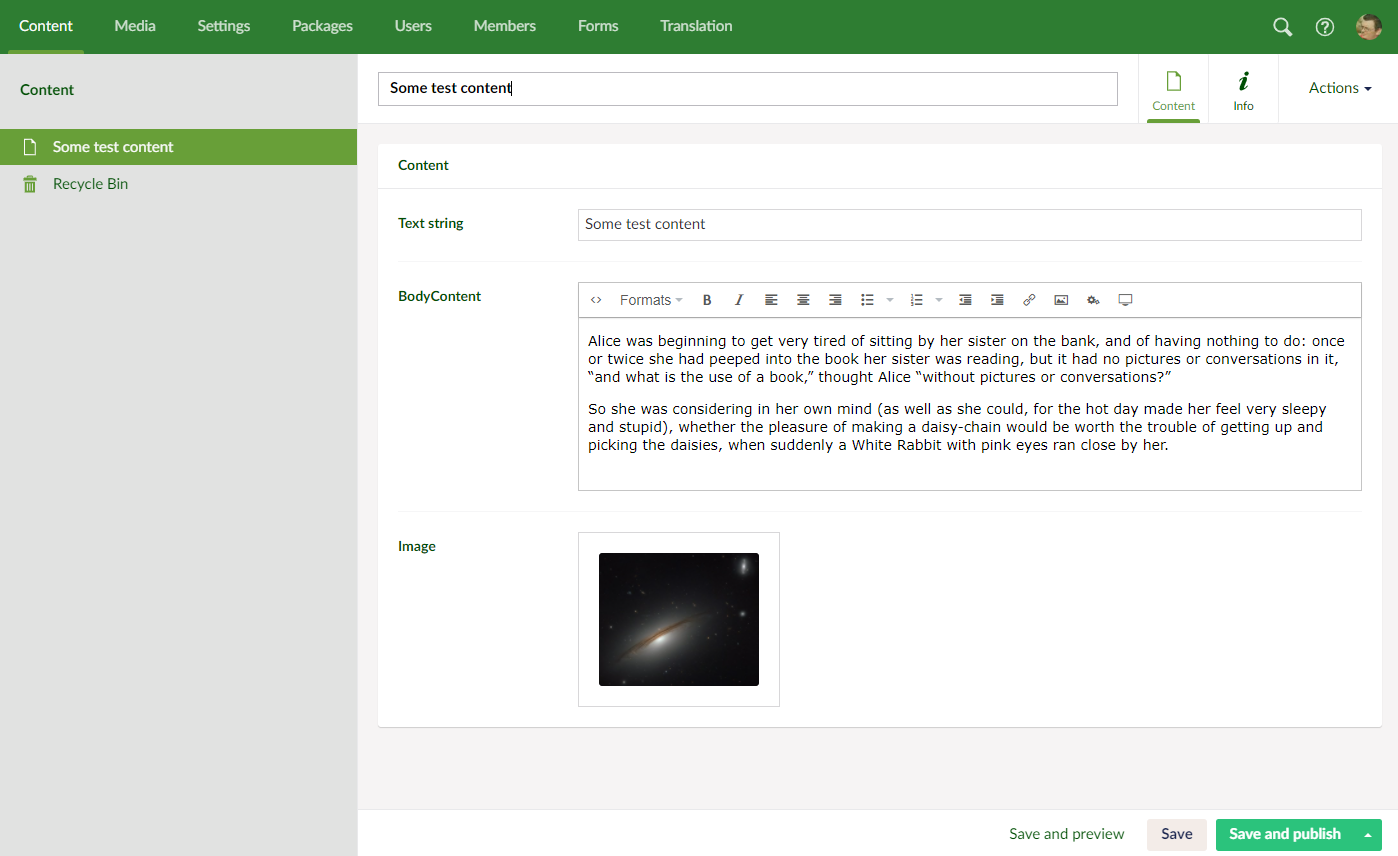 Content Media Settings Packages Users Members Forms Translation
Content
Some test content
Recycle Bin
Some test content
Content
Info
Actions
Content
Text string
Some test content
BodyContent
Formats B I
Alice was beginning to get very tired of sitting by her sister on the bank, and of having nothing to do: once
or twice she had peeped into the book her sister was reading, but it had no pictures or conversations in it,
“and what is the use of a book,” thought Alice “without pictures or conversations?”
So she was considering in her own mind (as well as she could, for the hot day made her feel very sleepy
and stupid), whether the pleasure of making a daisy-chain would be worth the trouble of getting up and
picking the daisies, when suddenly a White Rabbit with pink eyes ran close by her.
Image
Save and preview
Save
Save and publish